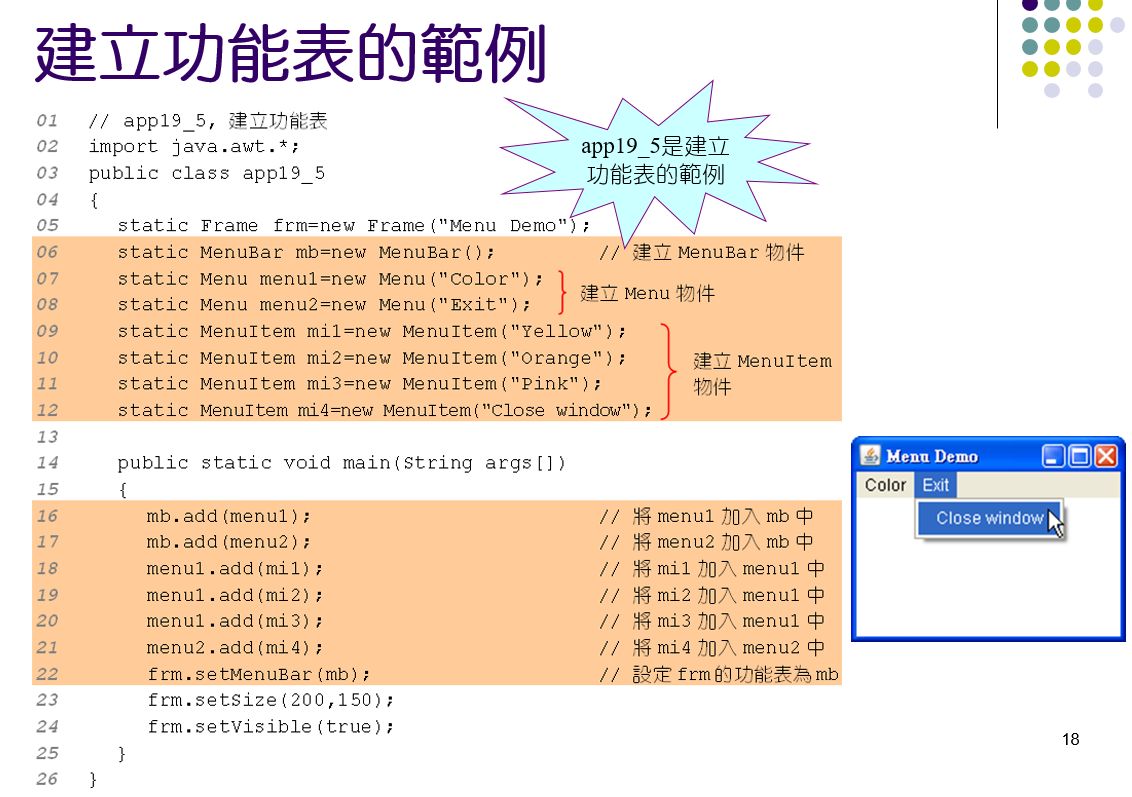 建立功能表的範例
app19_5是建立
功能表的範例
01 // app19_5, 建立功能表
02 import java.awt.*;
03 public class app19_5
04 {
05 static Frame frm=new Frame("Menu Demo");
06 static MenuBar mb=new MenuBar(); // 建立 MenuBar 物件
07 static Menu menu1=new Menu("Color");
建立 Menu 物件
08 static Menu menu2=new Menu("Exit");
09 static MenuItem mi1=new MenuItem("Yellow");
10 static MenuItem mi2=new MenuItem("Orange");
建立 MenuItem
物件
11 static MenuItem mi3=new MenuItem("Pink");
12 static MenuItem mi4=new MenuItem("Close window");
13
14 public static void main(String args[])
15 {
16 mb.add(menu1); // 將 menu1 加入 mb 中
17 mb.add(menu2); // 將 menu2 加入 mb 中
18 menu1.add(mi1); // 將 mi1 加入 menu1 中
19 menu1.add(mi2); // 將 mi2 加入 menu1 中
20 menu1.add(mi3); // 將 mi3 加入 menu1 中
21 menu2.add(mi4); // 將 mi4 加入 menu2 中
22 frm.setMenuBar(mb); // 設定 frm 的功能表為 mb
23 frm.setSize(200,150);
24 frm.setVisible(true);
25 }
26 }
Menu Demo
Color Exit
Close window
18